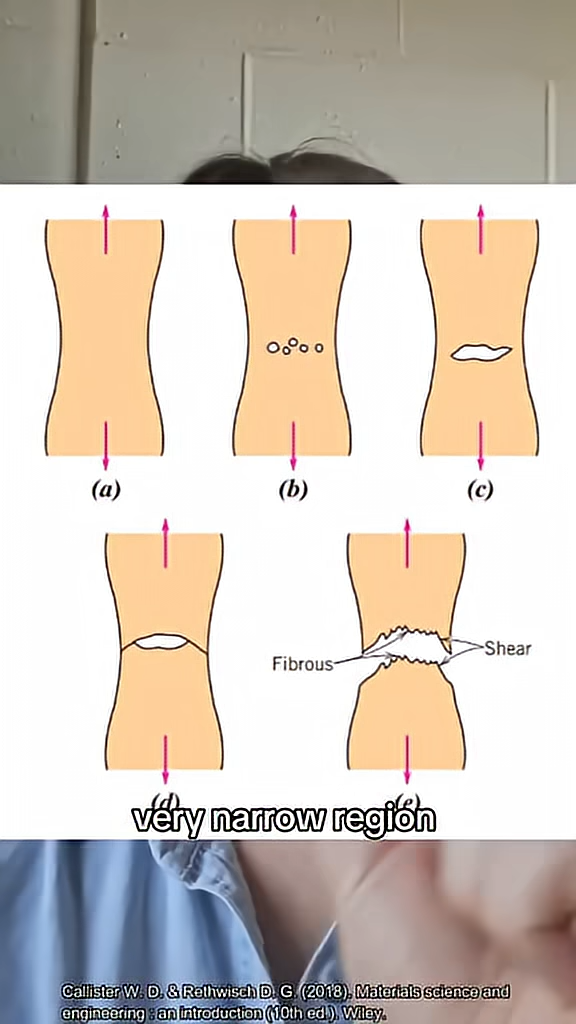 (a)
(b)
(c)
Fibrous
Shear
(d)
(e)
very narrow region
Callister W. D. & Rethwisch D. G. (2018). Materials science and
engineering : an introduction (10th ed.). Wiley.